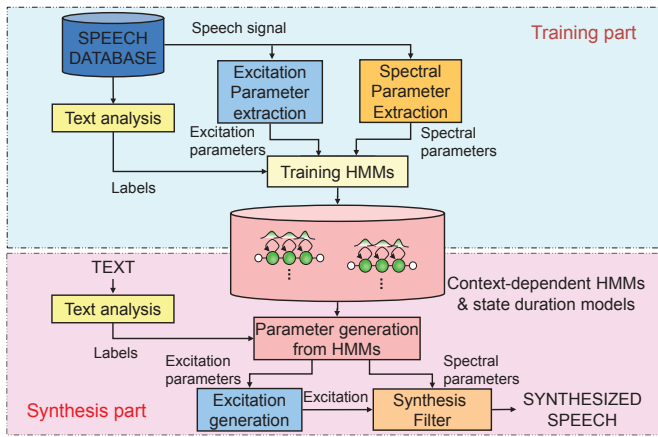 SPEECH
DATABASE
Speech signal
Training part
Excitation
Parameter
extraction
Spectral
Parameter
Extraction
Text analysis
Excitation
parameters
Spectral
parameters
Training HMMs
Labels
TEXT
Context-dependent HMMs
& state duration models
Text analysis
Parameter generation
from HMMs
Labels
Excitation
parameters
Spectral
parameters
Excitation
generation
Excitation
Synthesis
Filter
SYNTHESIZED
SPEECH
Synthesis part